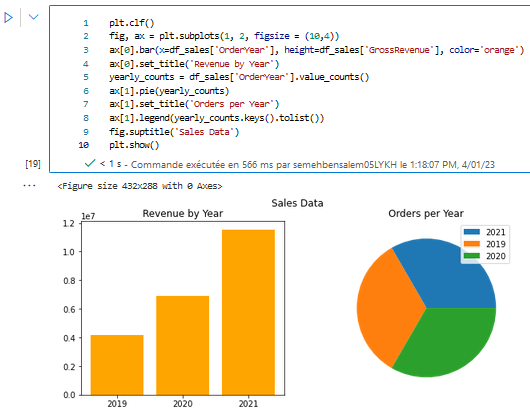 1 plt.clf()
2 fig, ax = plt.subplots(1, 2, figsize = (10,4))
3 ax[0].bar(x=df_sales['OrderYear'], height=df_sales['GrossRevenue'], color='orange')
4 ax[0].set_title('Revenue by Year')
5 yearly_counts = df_sales['OrderYear'].value_counts()
6 ax[1].pie(yearly_counts)
7 ax[1].set_title('Orders per Year')
8 ax[1].legend(yearly_counts.keys().tolist())
9 fig.suptitle('Sales Data')
10 plt.show()
[19] < 1 s - Commande exécutée en 566 ms par semehbensalem05LYKH le 1:18:07 PM, 4/01/23
... <Figure size 432x288 with 0 Axes>
Sales Data
1e7 Revenue by Year
1.2
1.0
0.8
0.6
0.4
0.2
0.0
2019 2020 2021
Orders per Year
2021
2019
2020